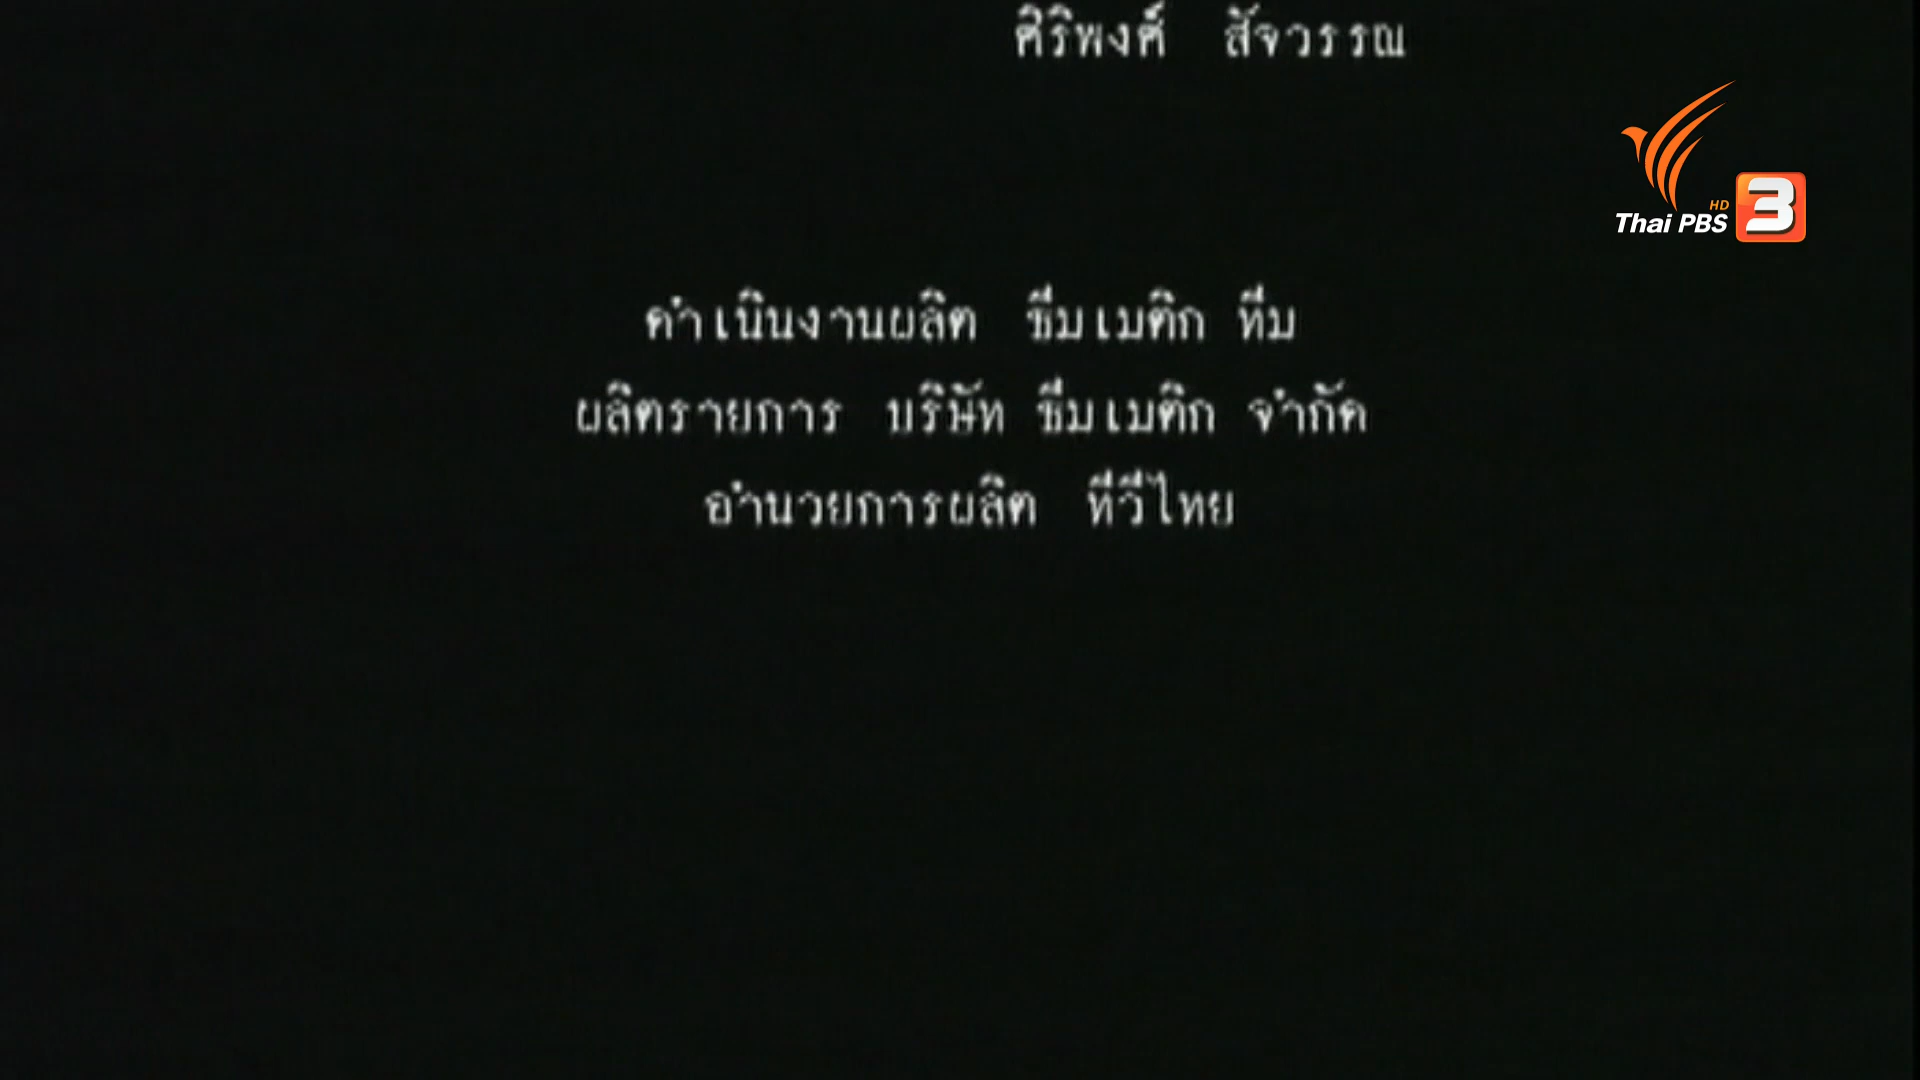 ศิริพงศ์ สัจวรรณ
HD
Thai PBS 3
ดำเนินงานผลิต ซีมเมติก ทีม
ผลิตรายการ บริษัท ซีมเมติก จำกัด
อำนวยการผลิต ทีวีไทย